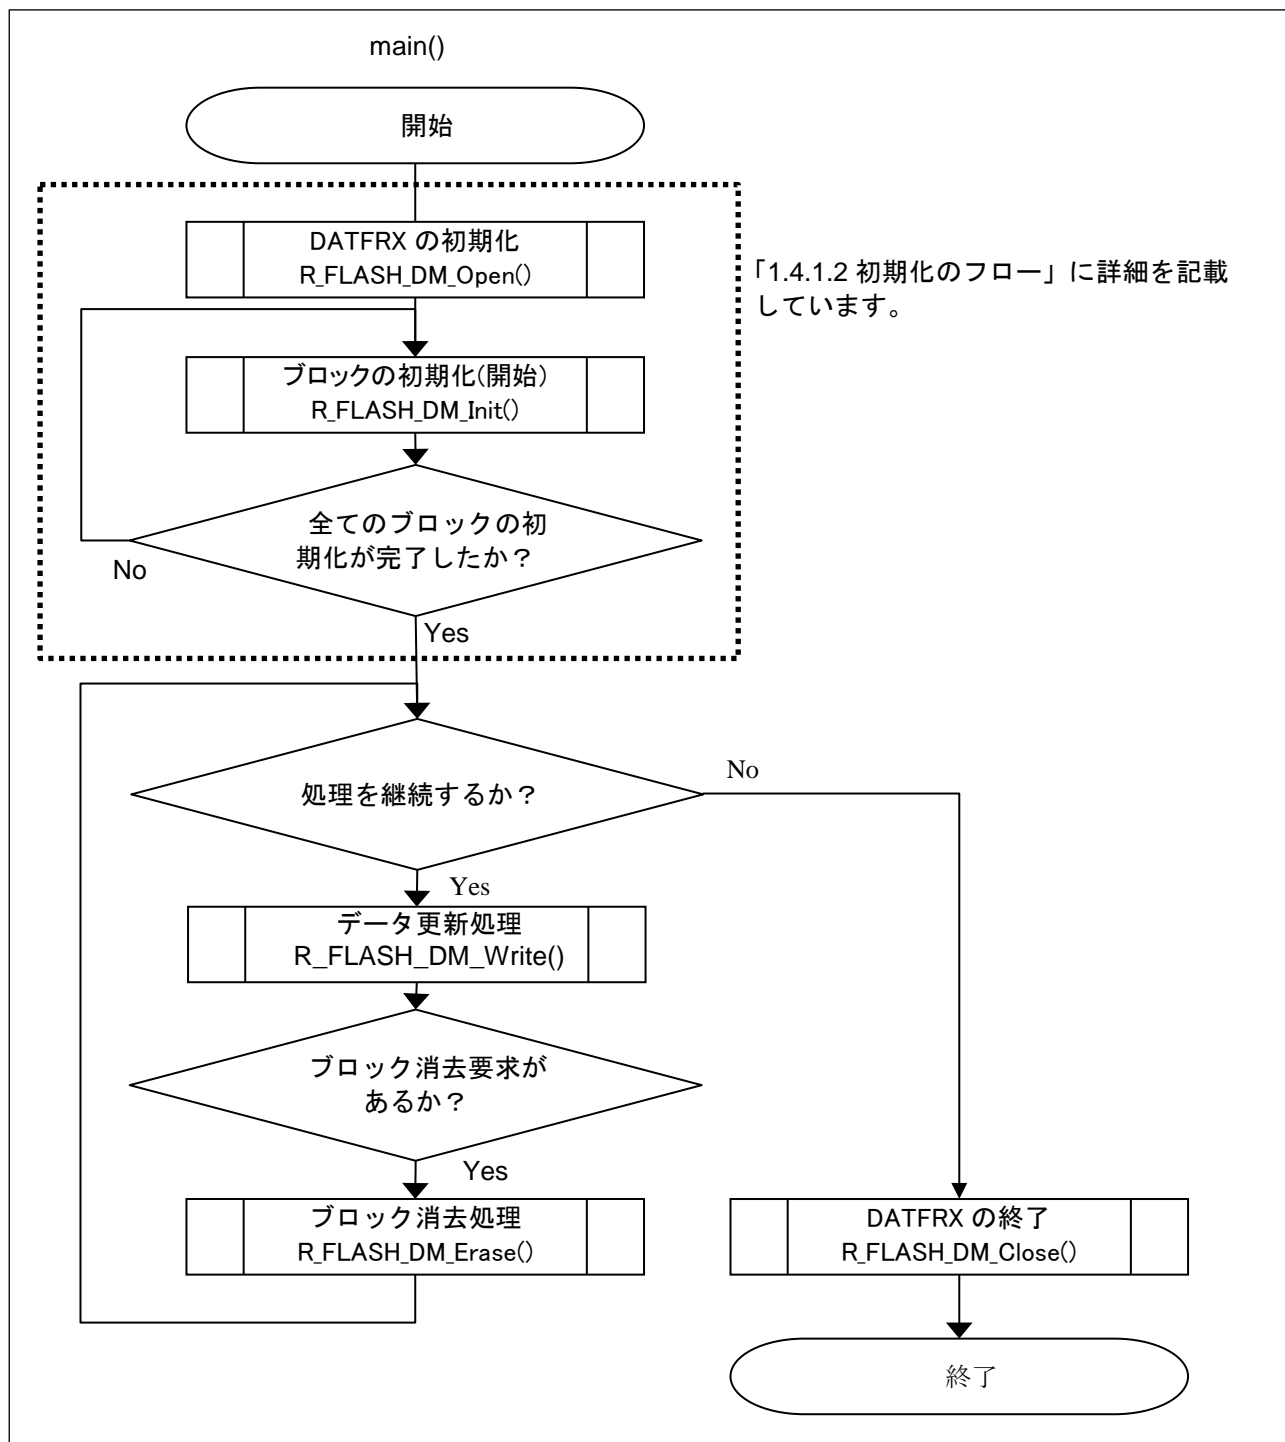 main()
開始
DATFRX の初期化
R_FLASH_DM_Open()
「1.4.1.2 初期化のフロー」に詳細を記載
しています。
ブロックの初期化(開始)
R_FLASH_DM_Init()
全てのブロックの初
期化が完了したか？
No
Yes
処理を継続するか？
No
Yes
データ更新処理
R_FLASH_DM_Write()
ブロック消去要求が
あるか？
Yes
ブロック消去処理
R_FLASH_DM_Erase()
DATFRX の終了
R_FLASH_DM_Close()
終了